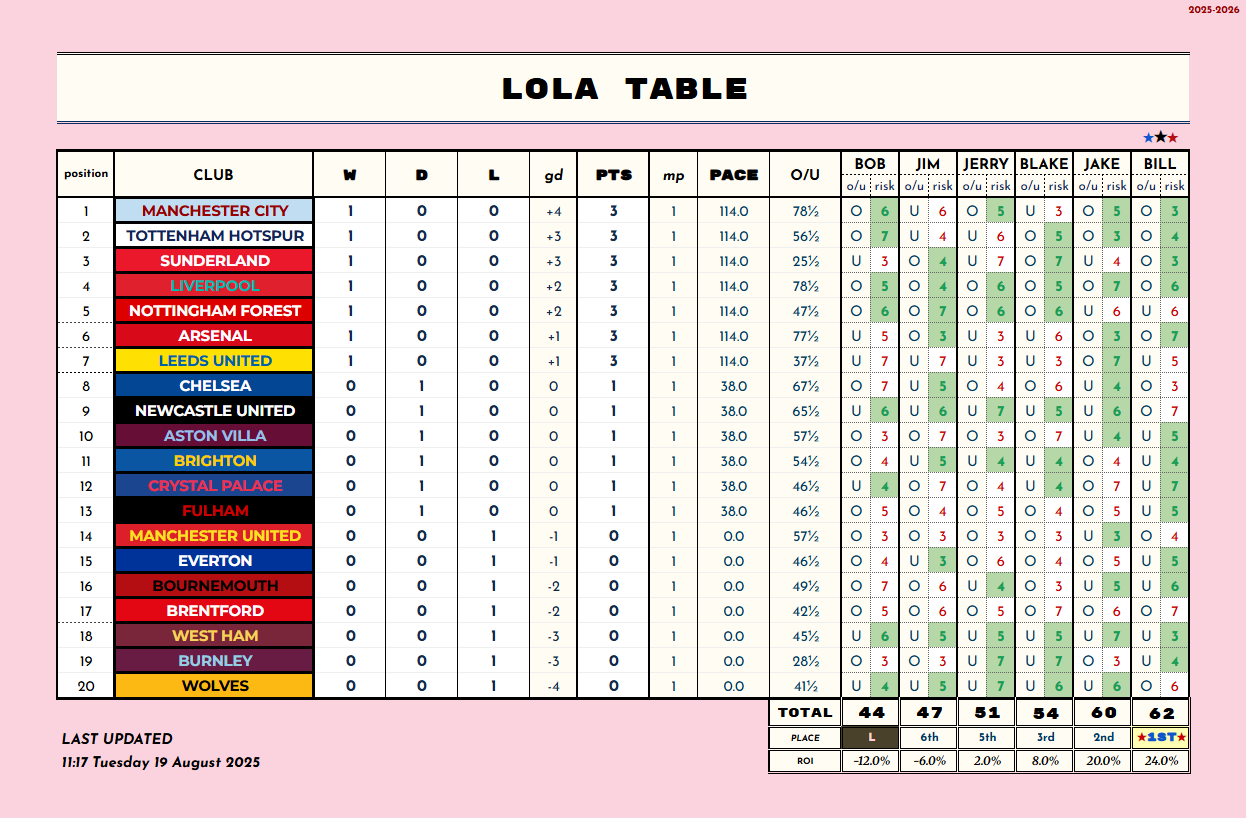 2025-2026
LOLA TABLE
★★★
position CLUB W D L gd PTS mp PACE O/U BOB JIM JERRY BLAKE JAKE BILL
o/u risk o/u risk o/u risk o/u risk o/u risk o/u risk
1 MANCHESTER CITY 1 0 0 +4 3 1 114.0 78½ O 6 U 6 O 5 U 3 O 5 O 3
2 TOTTENHAM HOTSPUR 1 0 0 +3 3 1 114.0 56½ O 7 U 4 U 6 O 5 O 3 O 4
3 SUNDERLAND 1 0 0 +3 3 1 114.0 25½ U 3 O 4 U 7 O 7 U 4 O 3
4 LIVERPOOL 1 0 0 +2 3 1 114.0 78½ O 5 O 4 O 6 O 5 O 7 O 6
5 NOTTINGHAM FOREST 1 0 0 +2 3 1 114.0 47½ O 6 O 7 O 6 O 6 U 6 U 6
6 ARSENAL 1 0 0 +1 3 1 114.0 77½ U 5 O 3 U 3 U 6 O 3 O 7
7 LEEDS UNITED 1 0 0 +1 3 1 114.0 37½ U 7 U 7 U 3 U 3 O 7 U 5
8 CHELSEA 0 1 0 0 1 1 38.0 67½ O 7 U 5 O 4 O 6 U 4 O 3
9 NEWCASTLE UNITED 0 1 0 0 1 1 38.0 65½ U 6 U 6 U 7 U 5 U 6 O 7
10 ASTON VILLA 0 1 0 0 1 1 38.0 57½ O 3 O 7 O 3 O 7 U 4 U 5
11 BRIGHTON 0 1 0 0 1 1 38.0 54½ O 4 U 5 U 4 U 4 O 4 U 4
12 CRYSTAL PALACE 0 1 0 0 1 1 38.0 46½ U 4 O 7 O 4 U 4 O 7 U 7
13 FULHAM 0 1 0 0 1 1 38.0 46½ O 5 O 4 O 5 O 4 O 5 U 5
14 MANCHESTER UNITED 0 0 1 -1 0 1 0.0 57½ O 3 O 3 O 3 O 3 U 3 O 4
15 EVERTON 0 0 1 -1 0 1 0.0 46½ O 4 U 3 O 6 O 4 O 5 U 5
16 BOURNEMOUTH 0 0 1 -2 0 1 0.0 49½ O 7 O 6 U 4 O 3 U 5 U 6
17 BRENTFORD 0 0 1 -2 0 1 0.0 42½ O 5 O 6 O 5 O 7 O 6 O 7
18 WEST HAM 0 0 1 -3 0 1 0.0 45½ U 6 U 5 U 5 U 5 U 7 U 3
19 BURNLEY 0 0 1 -3 0 1 0.0 28½ O 3 O 3 U 7 U 7 O 3 U 4
20 WOLVES 0 0 1 -4 0 1 0.0 41½ U 4 U 5 U 7 U 6 U 6 O 6
TOTAL 44 47 51 54 60 62
LAST UPDATED PLACE L 6th 5th 3rd 2nd ★1ST★
11:17 Tuesday 19 August 2025 ROI -12.0% -6.0% 2.0% 8.0% 20.0% 24.0%